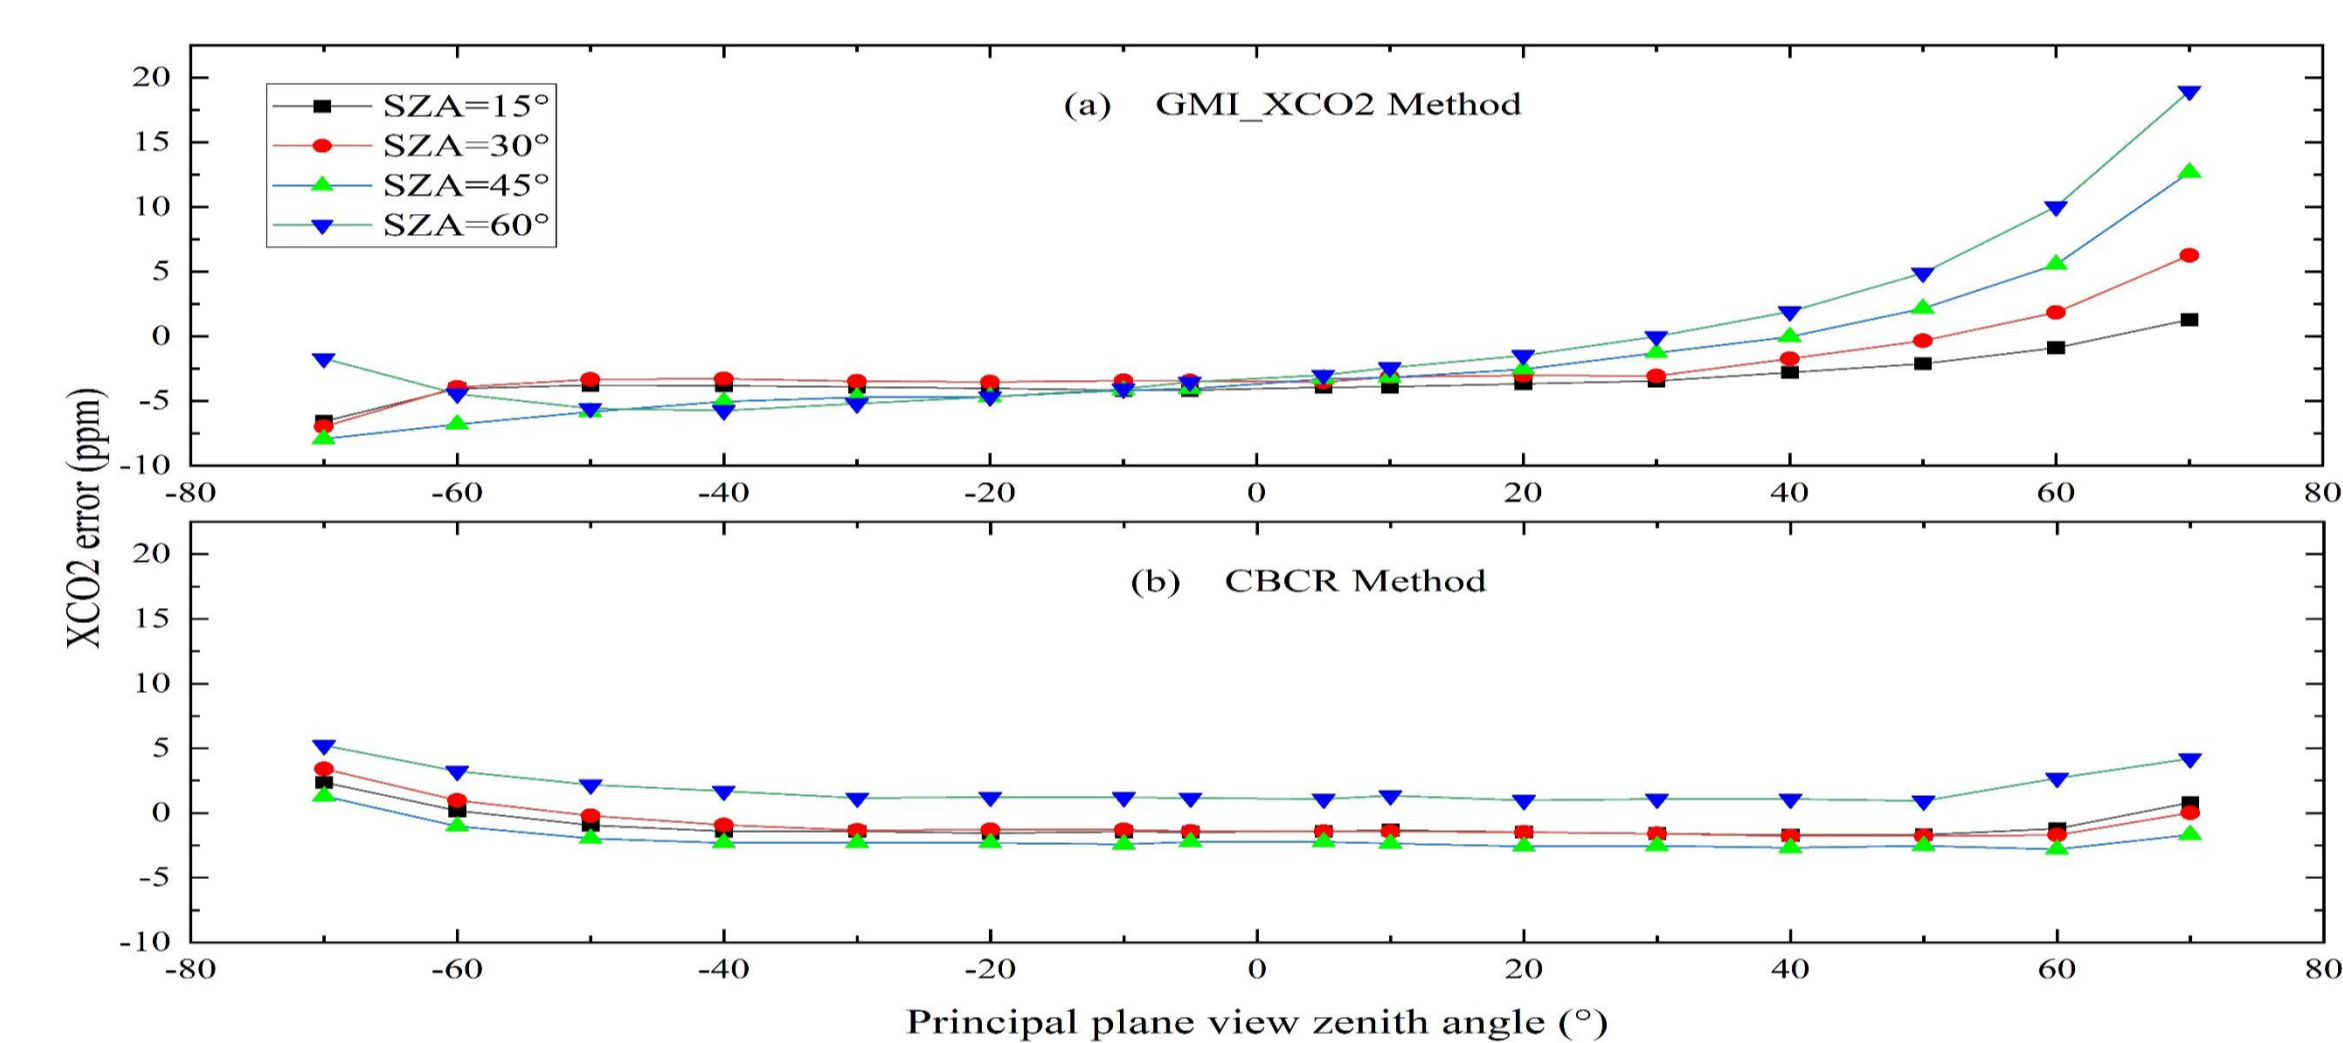 (a) GMI_XCO2 Method
SZA=15°
SZA=30°
SZA=45°
SZA=60°
20
15
10
5
0
-5
-10
-80 -60 -40 -20 0 20 40 60 80
XCO2 error (ppm)
(b) CBCR Method
20
15
10
5
0
-5
-10
-80 -60 -40 -20 0 20 40 60 80
Principal plane view zenith angle (°)